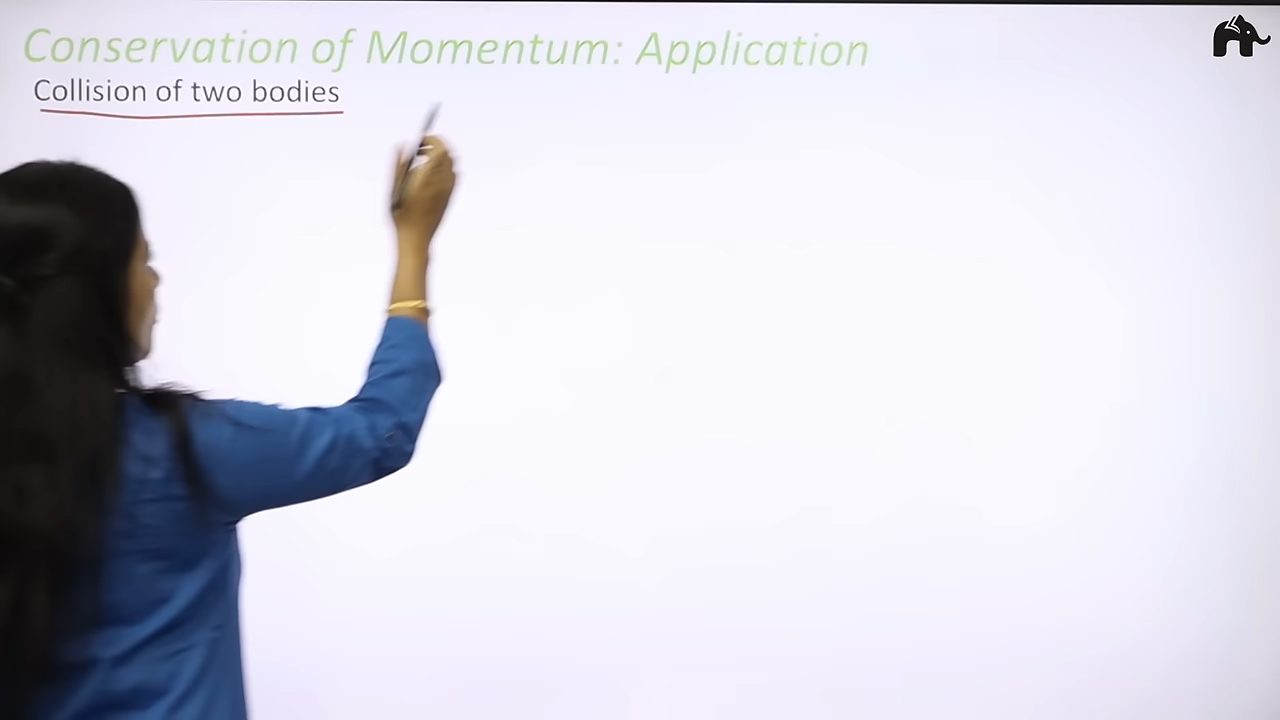 Conservation of Momentum: Application
Collision of two bodies